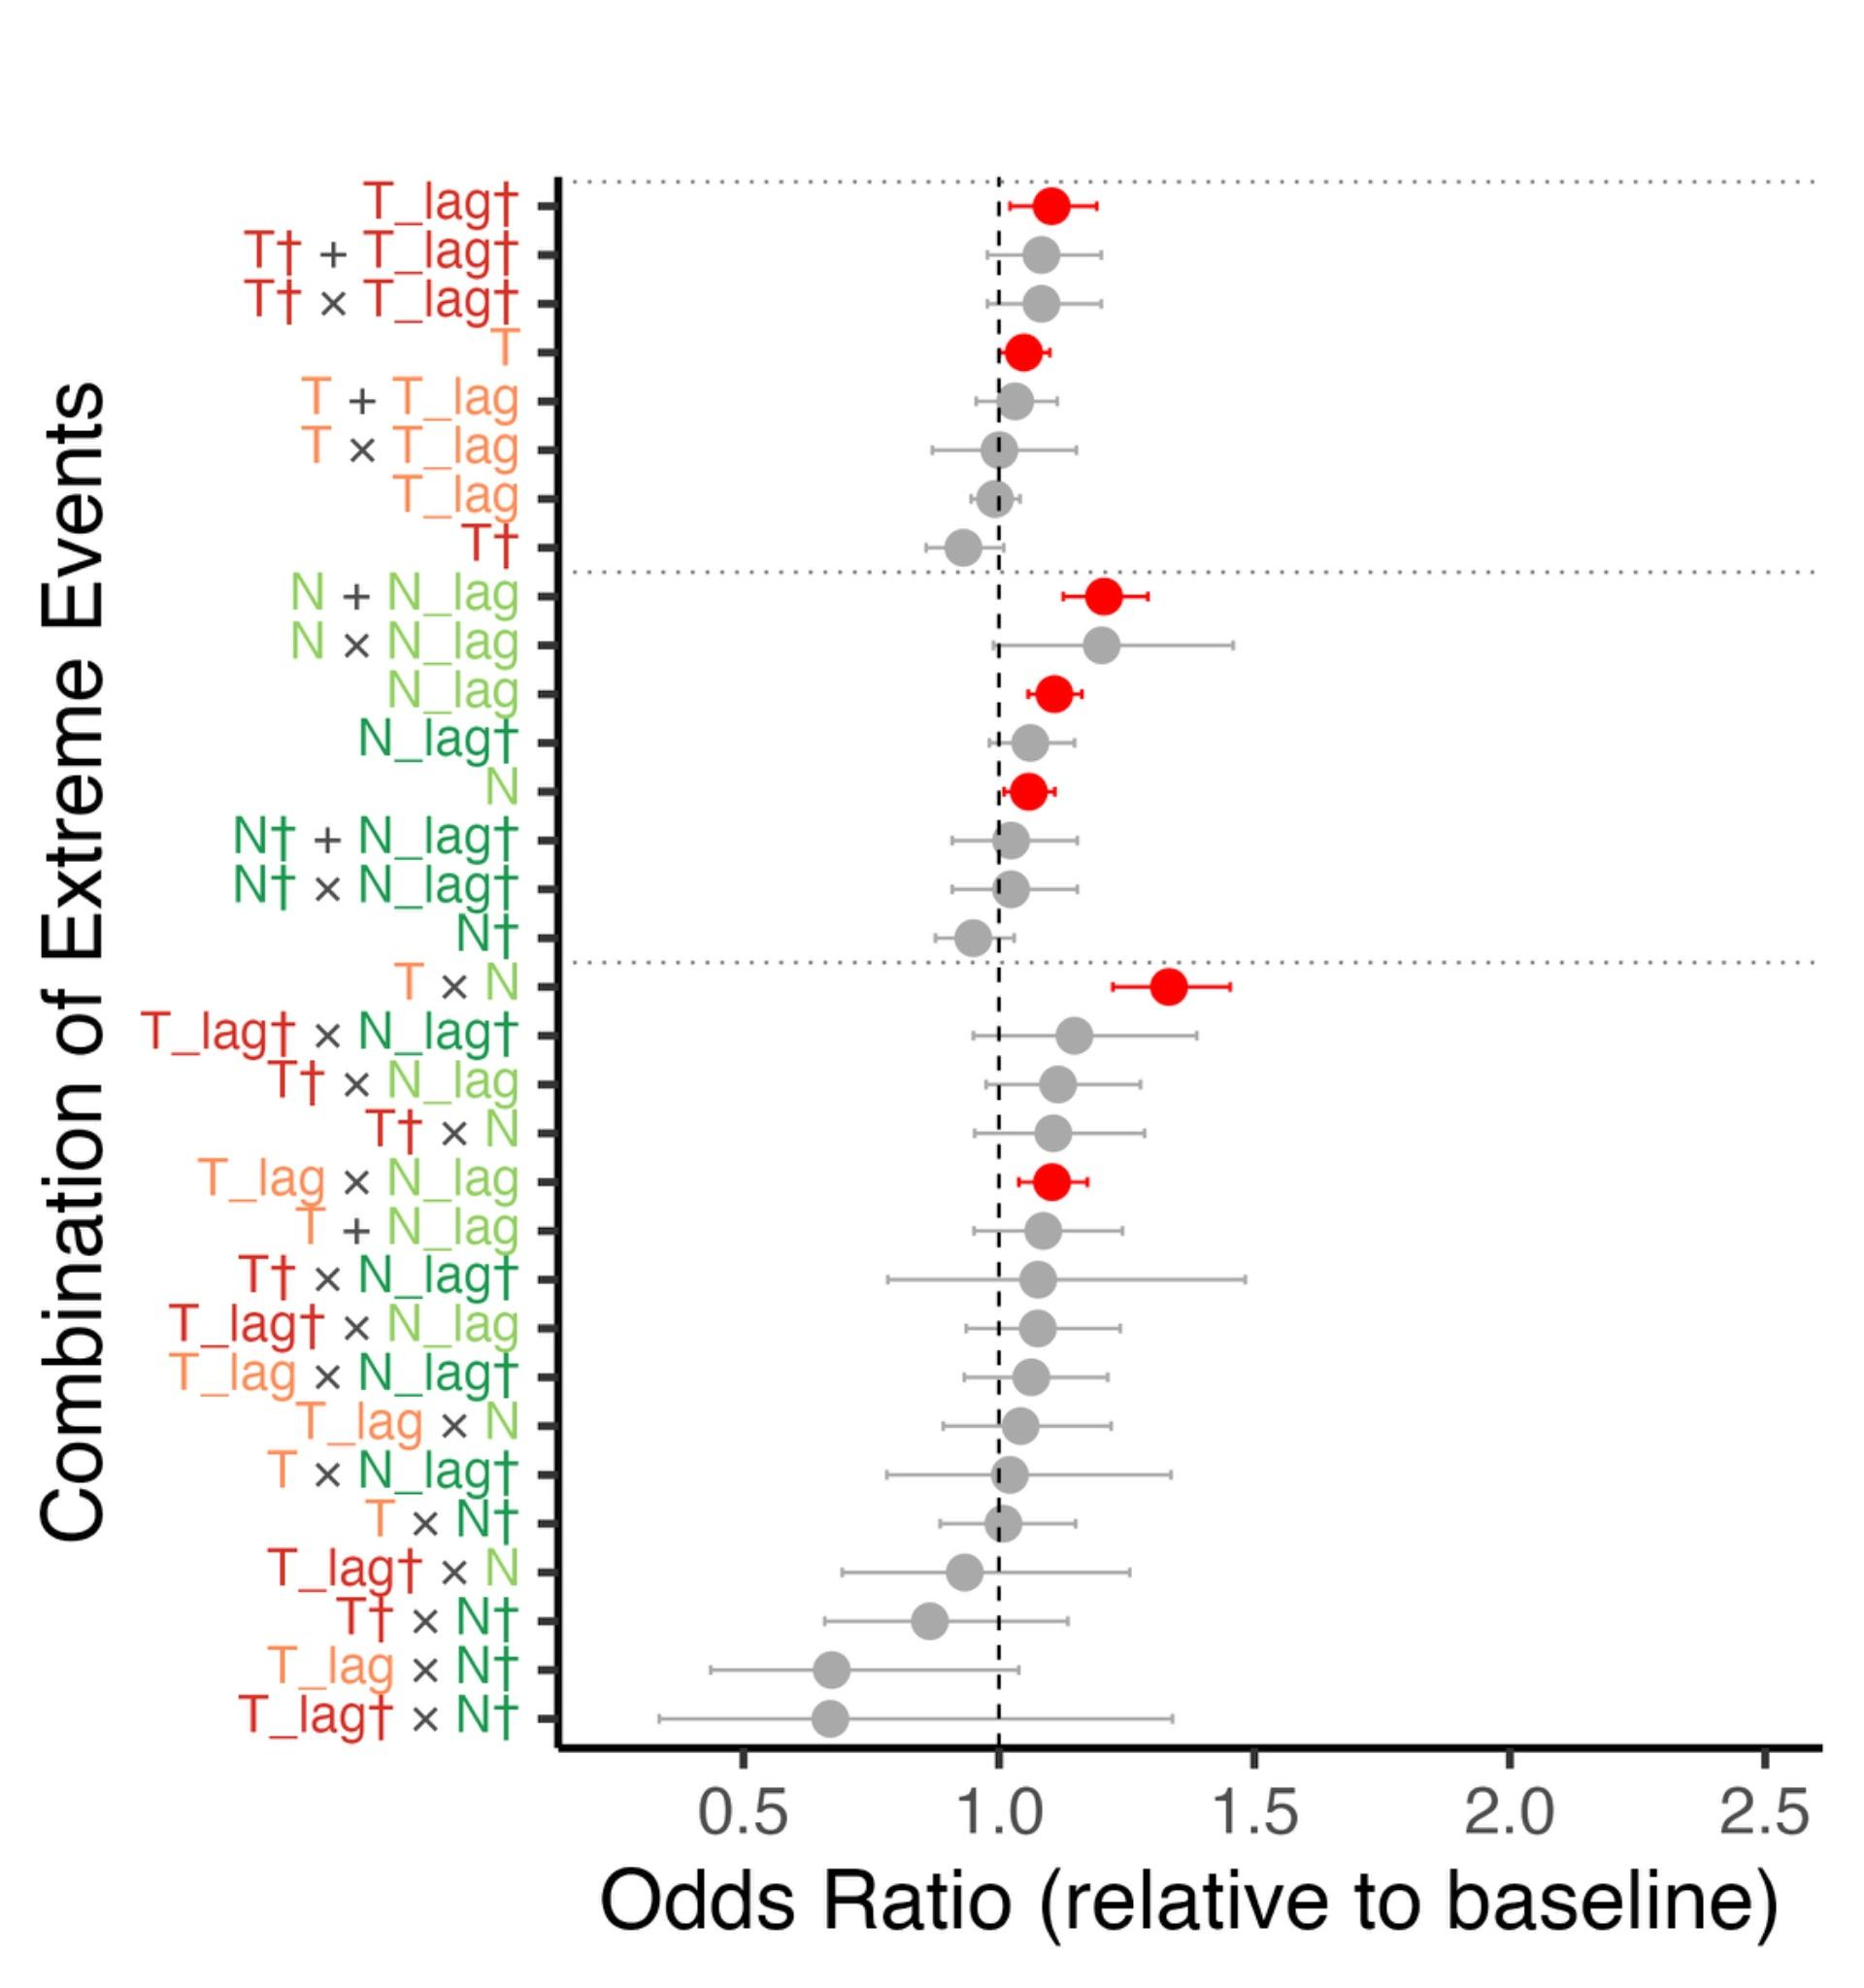 Combination of Extreme Events
T_lag†
T† + T_lag†
T† × T_lag†
T
T + T_lag
T × T_lag
T_lag
T†
N + N_lag
N × N_lag
N_lag
N_lag†
N
N† + N_lag†
N† × N_lag†
N†
T × N
T_lag† × N_lag†
T† × N_lag
T† × N
T_lag × N_lag
T + N_lag
T† × N_lag†
T_lag† × N_lag
T_lag × N_lag†
T_lag × N
T × N_lag†
T × N†
T_lag† × N
T† × N†
T_lag × N†
T_lag† × N†
0.5 1.0 1.5 2.0 2.5
Odds Ratio (relative to baseline)